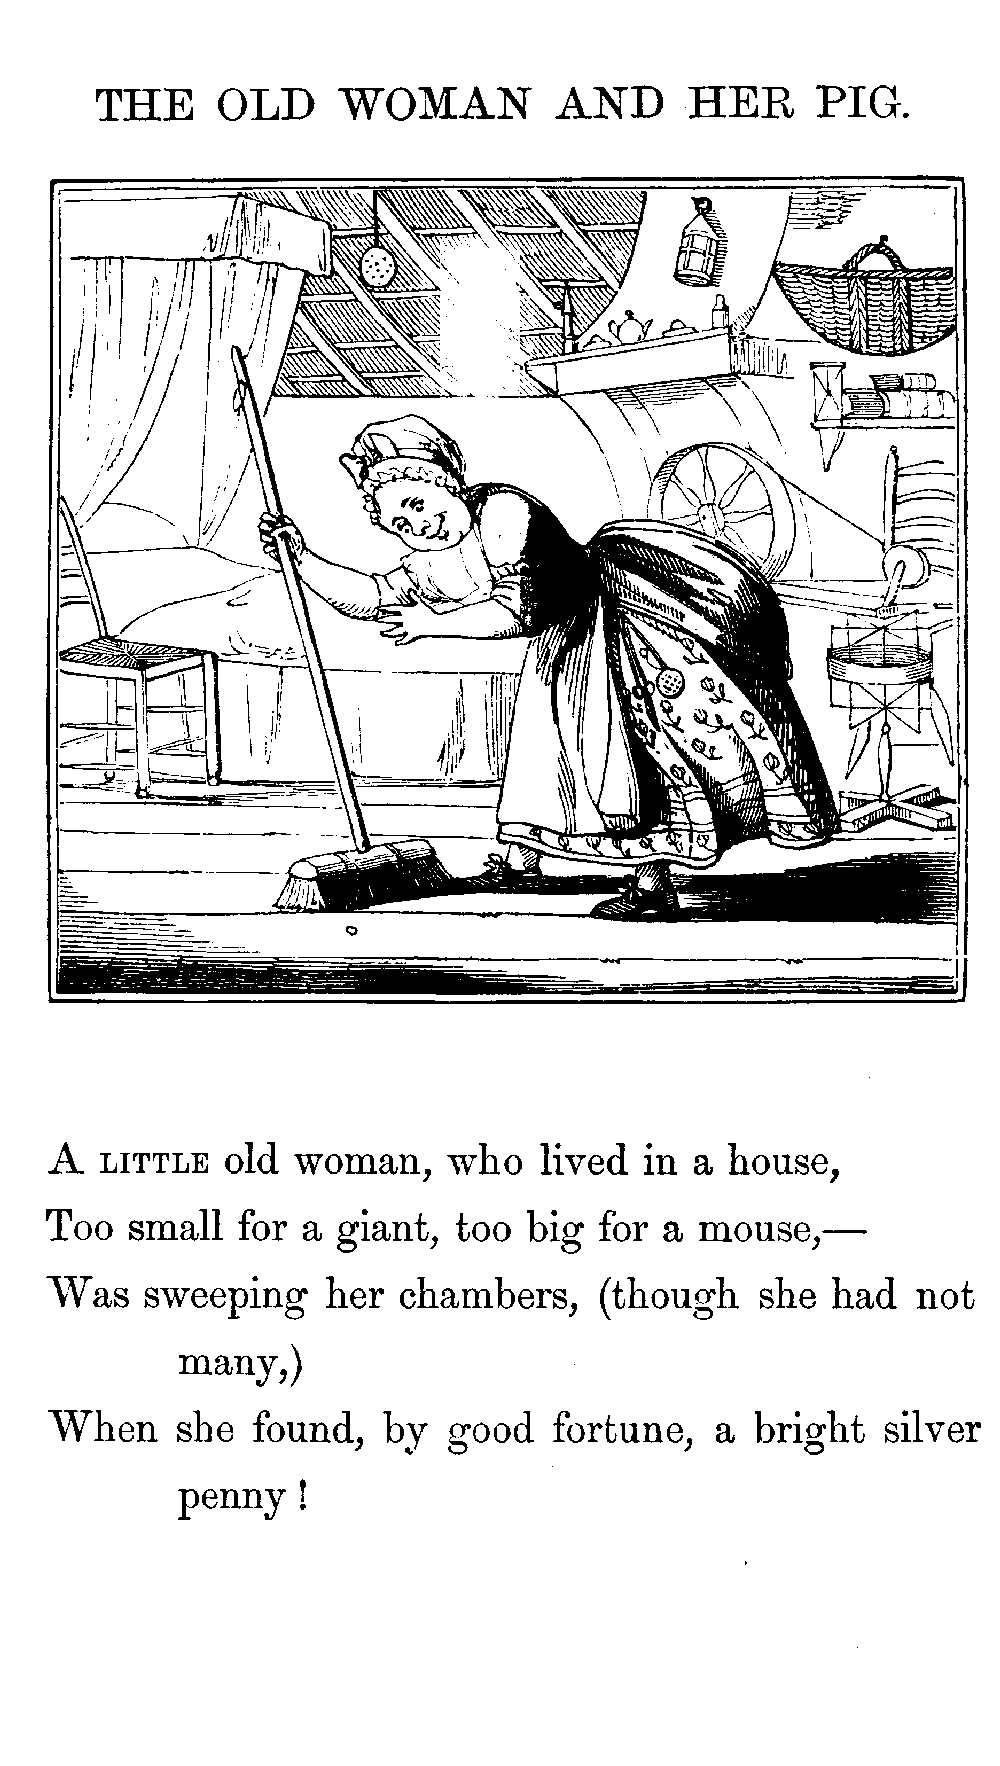 THE OLD WOMAN AND HER PIG.
A LITTLE old woman, who lived in a house,
Too small for a giant, too big for a mouse,—
Was sweeping her chambers, (though she had not
many,)
When she found, by good fortune, a bright silver
penny !